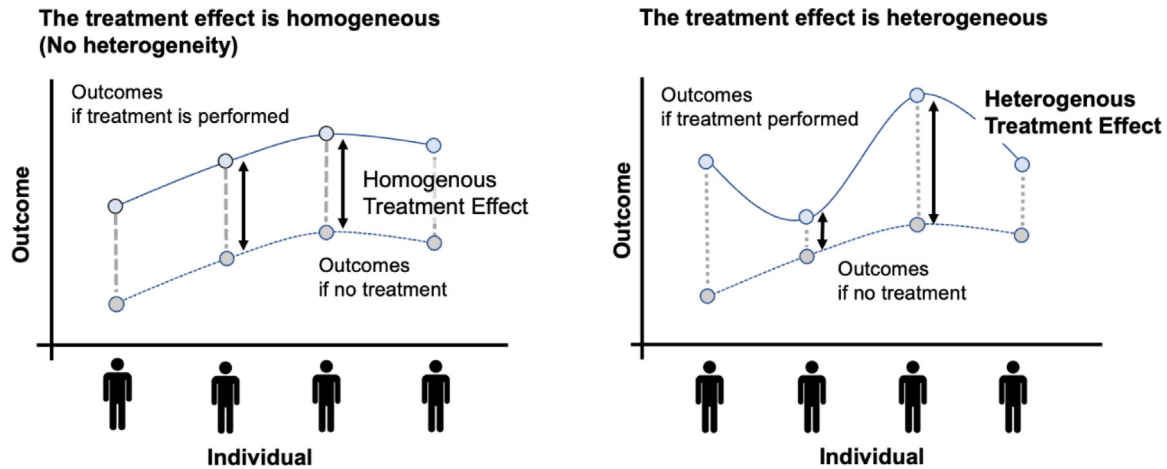 The treatment effect is homogeneous
(No heterogeneity)
Outcomes
if treatment is performed
Homogenous
Treatment Effect
Outcomes
if no treatment
Outcome
Individual
The treatment effect is heterogeneous
Outcomes
if treatment performed
Heterogenous
Treatment Effect
Outcomes
if no treatment
Outcome
Individual